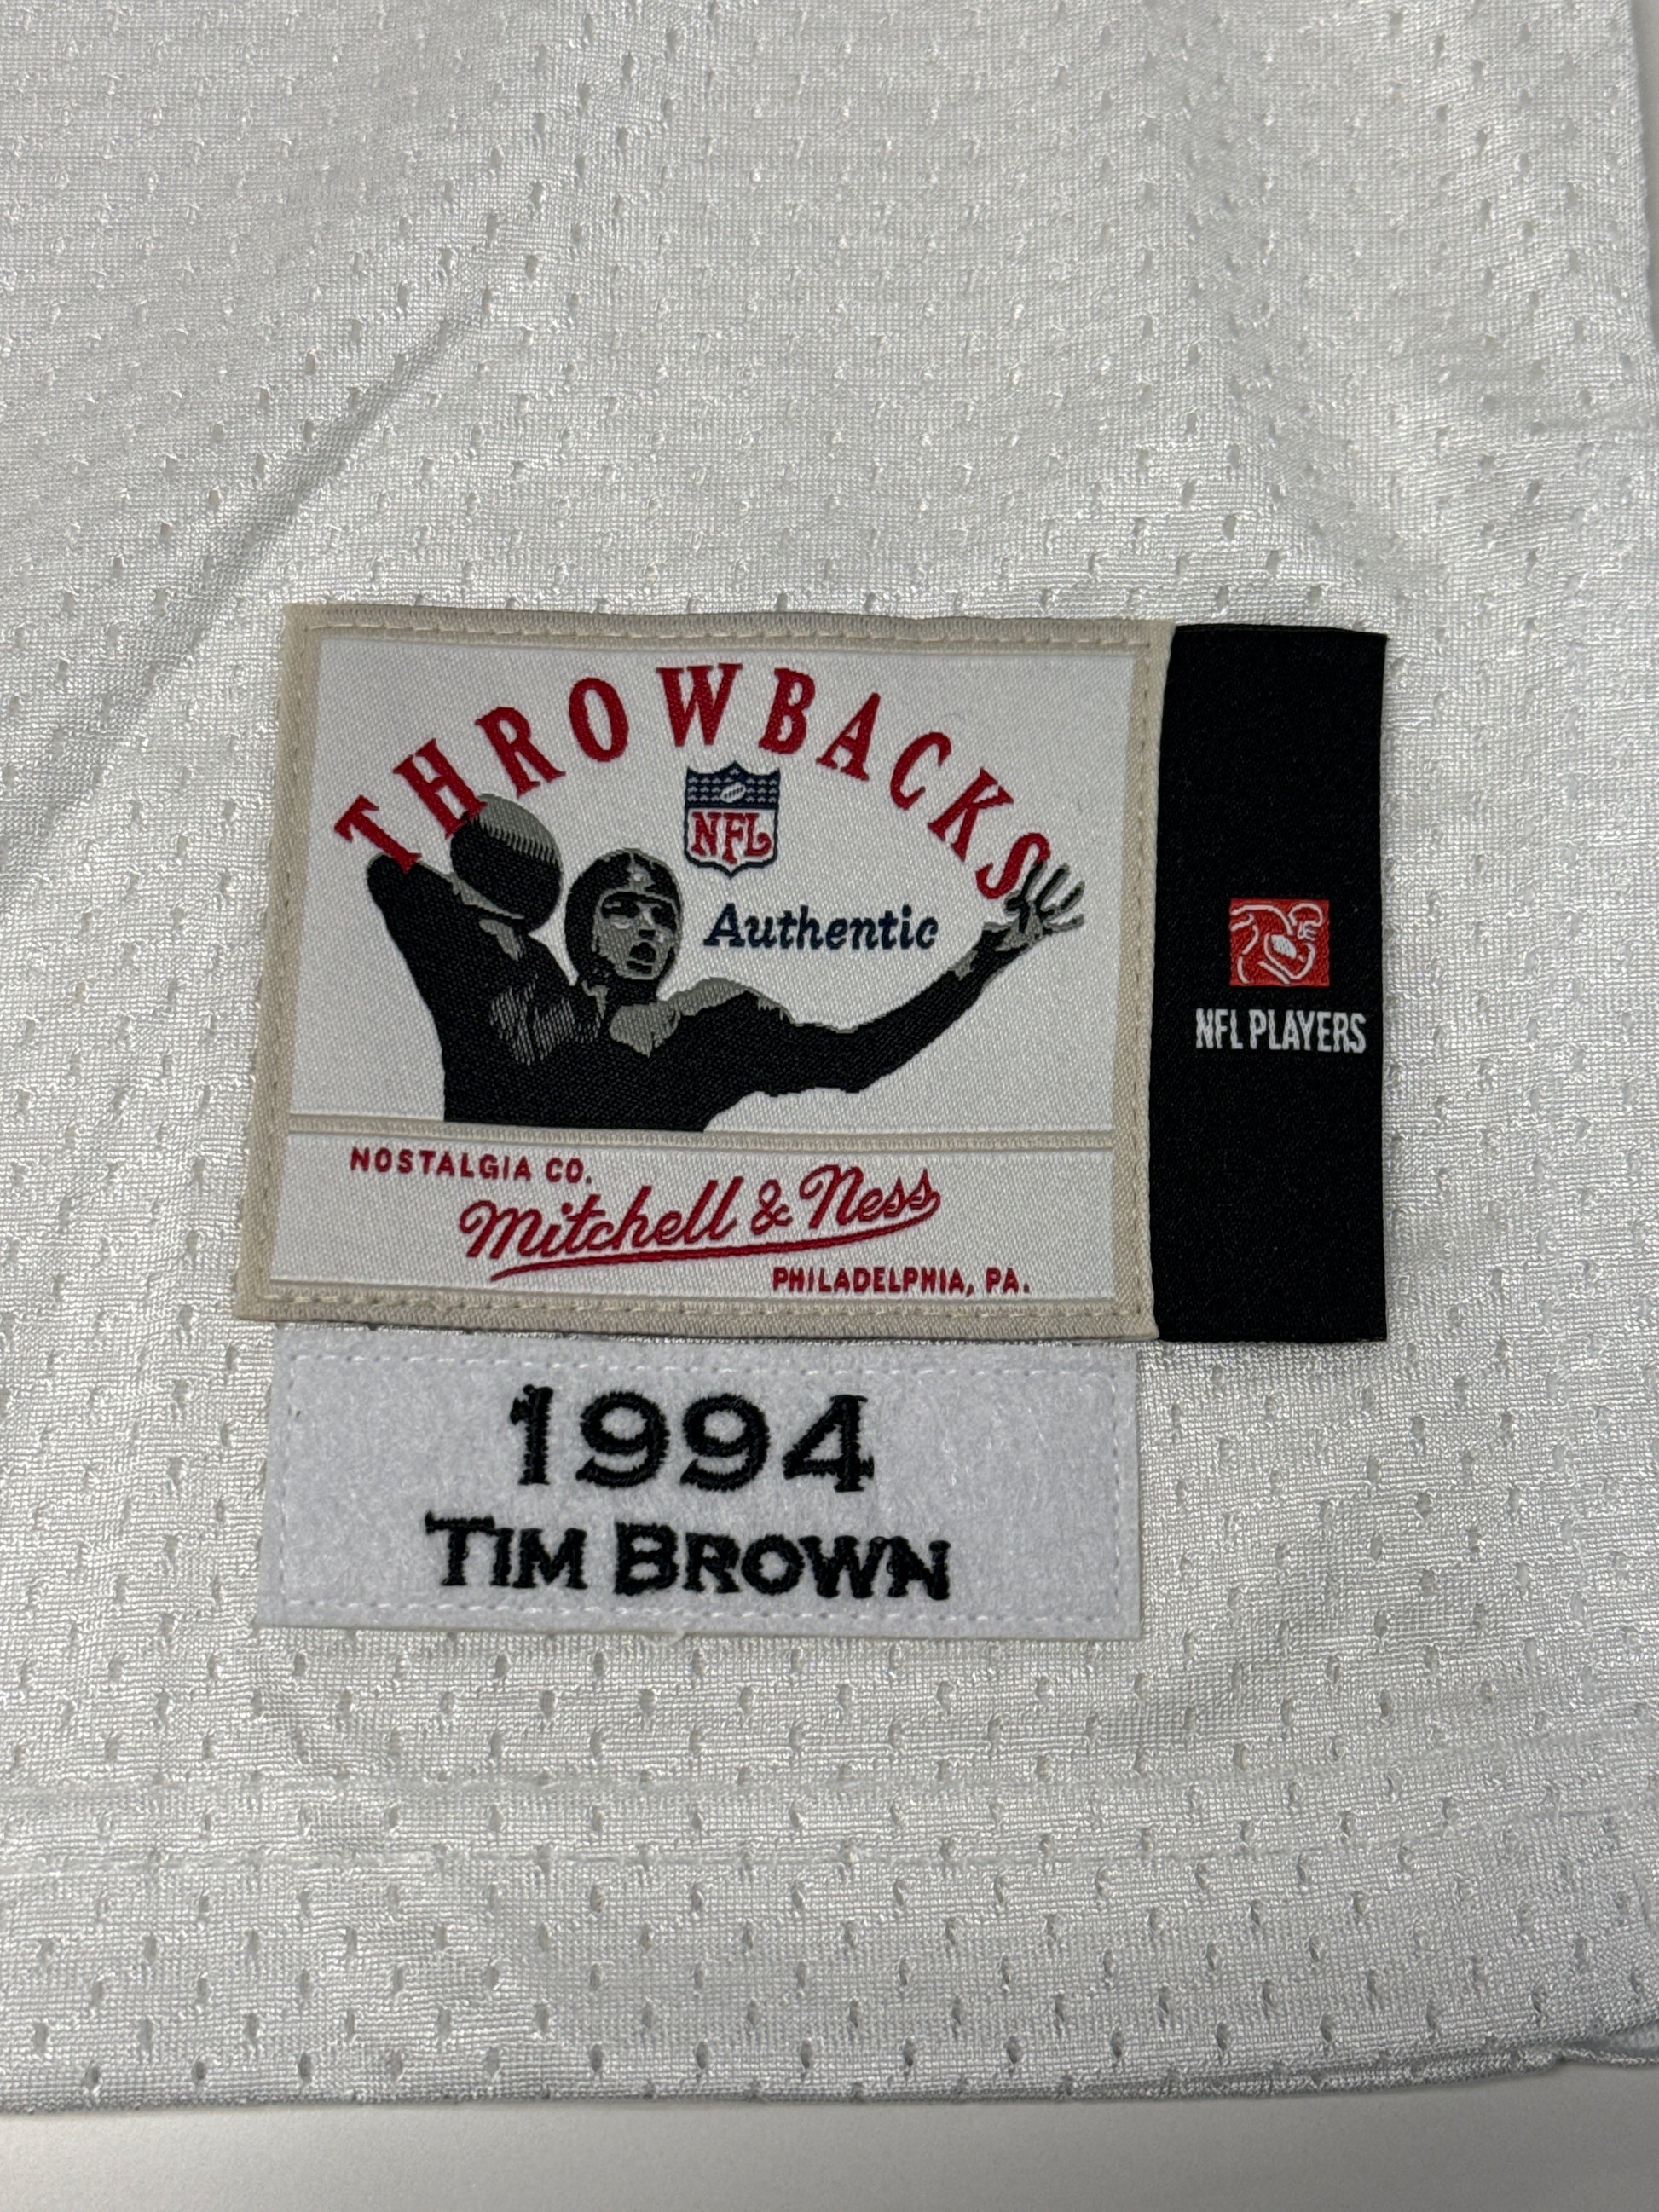 THROWBACKS
NFL
Authentic
NFL PLAYERS
NOSTALGIA CO.
Mitchell & Ness
PHILADELPHIA, PA.
1994
TIM BROWN